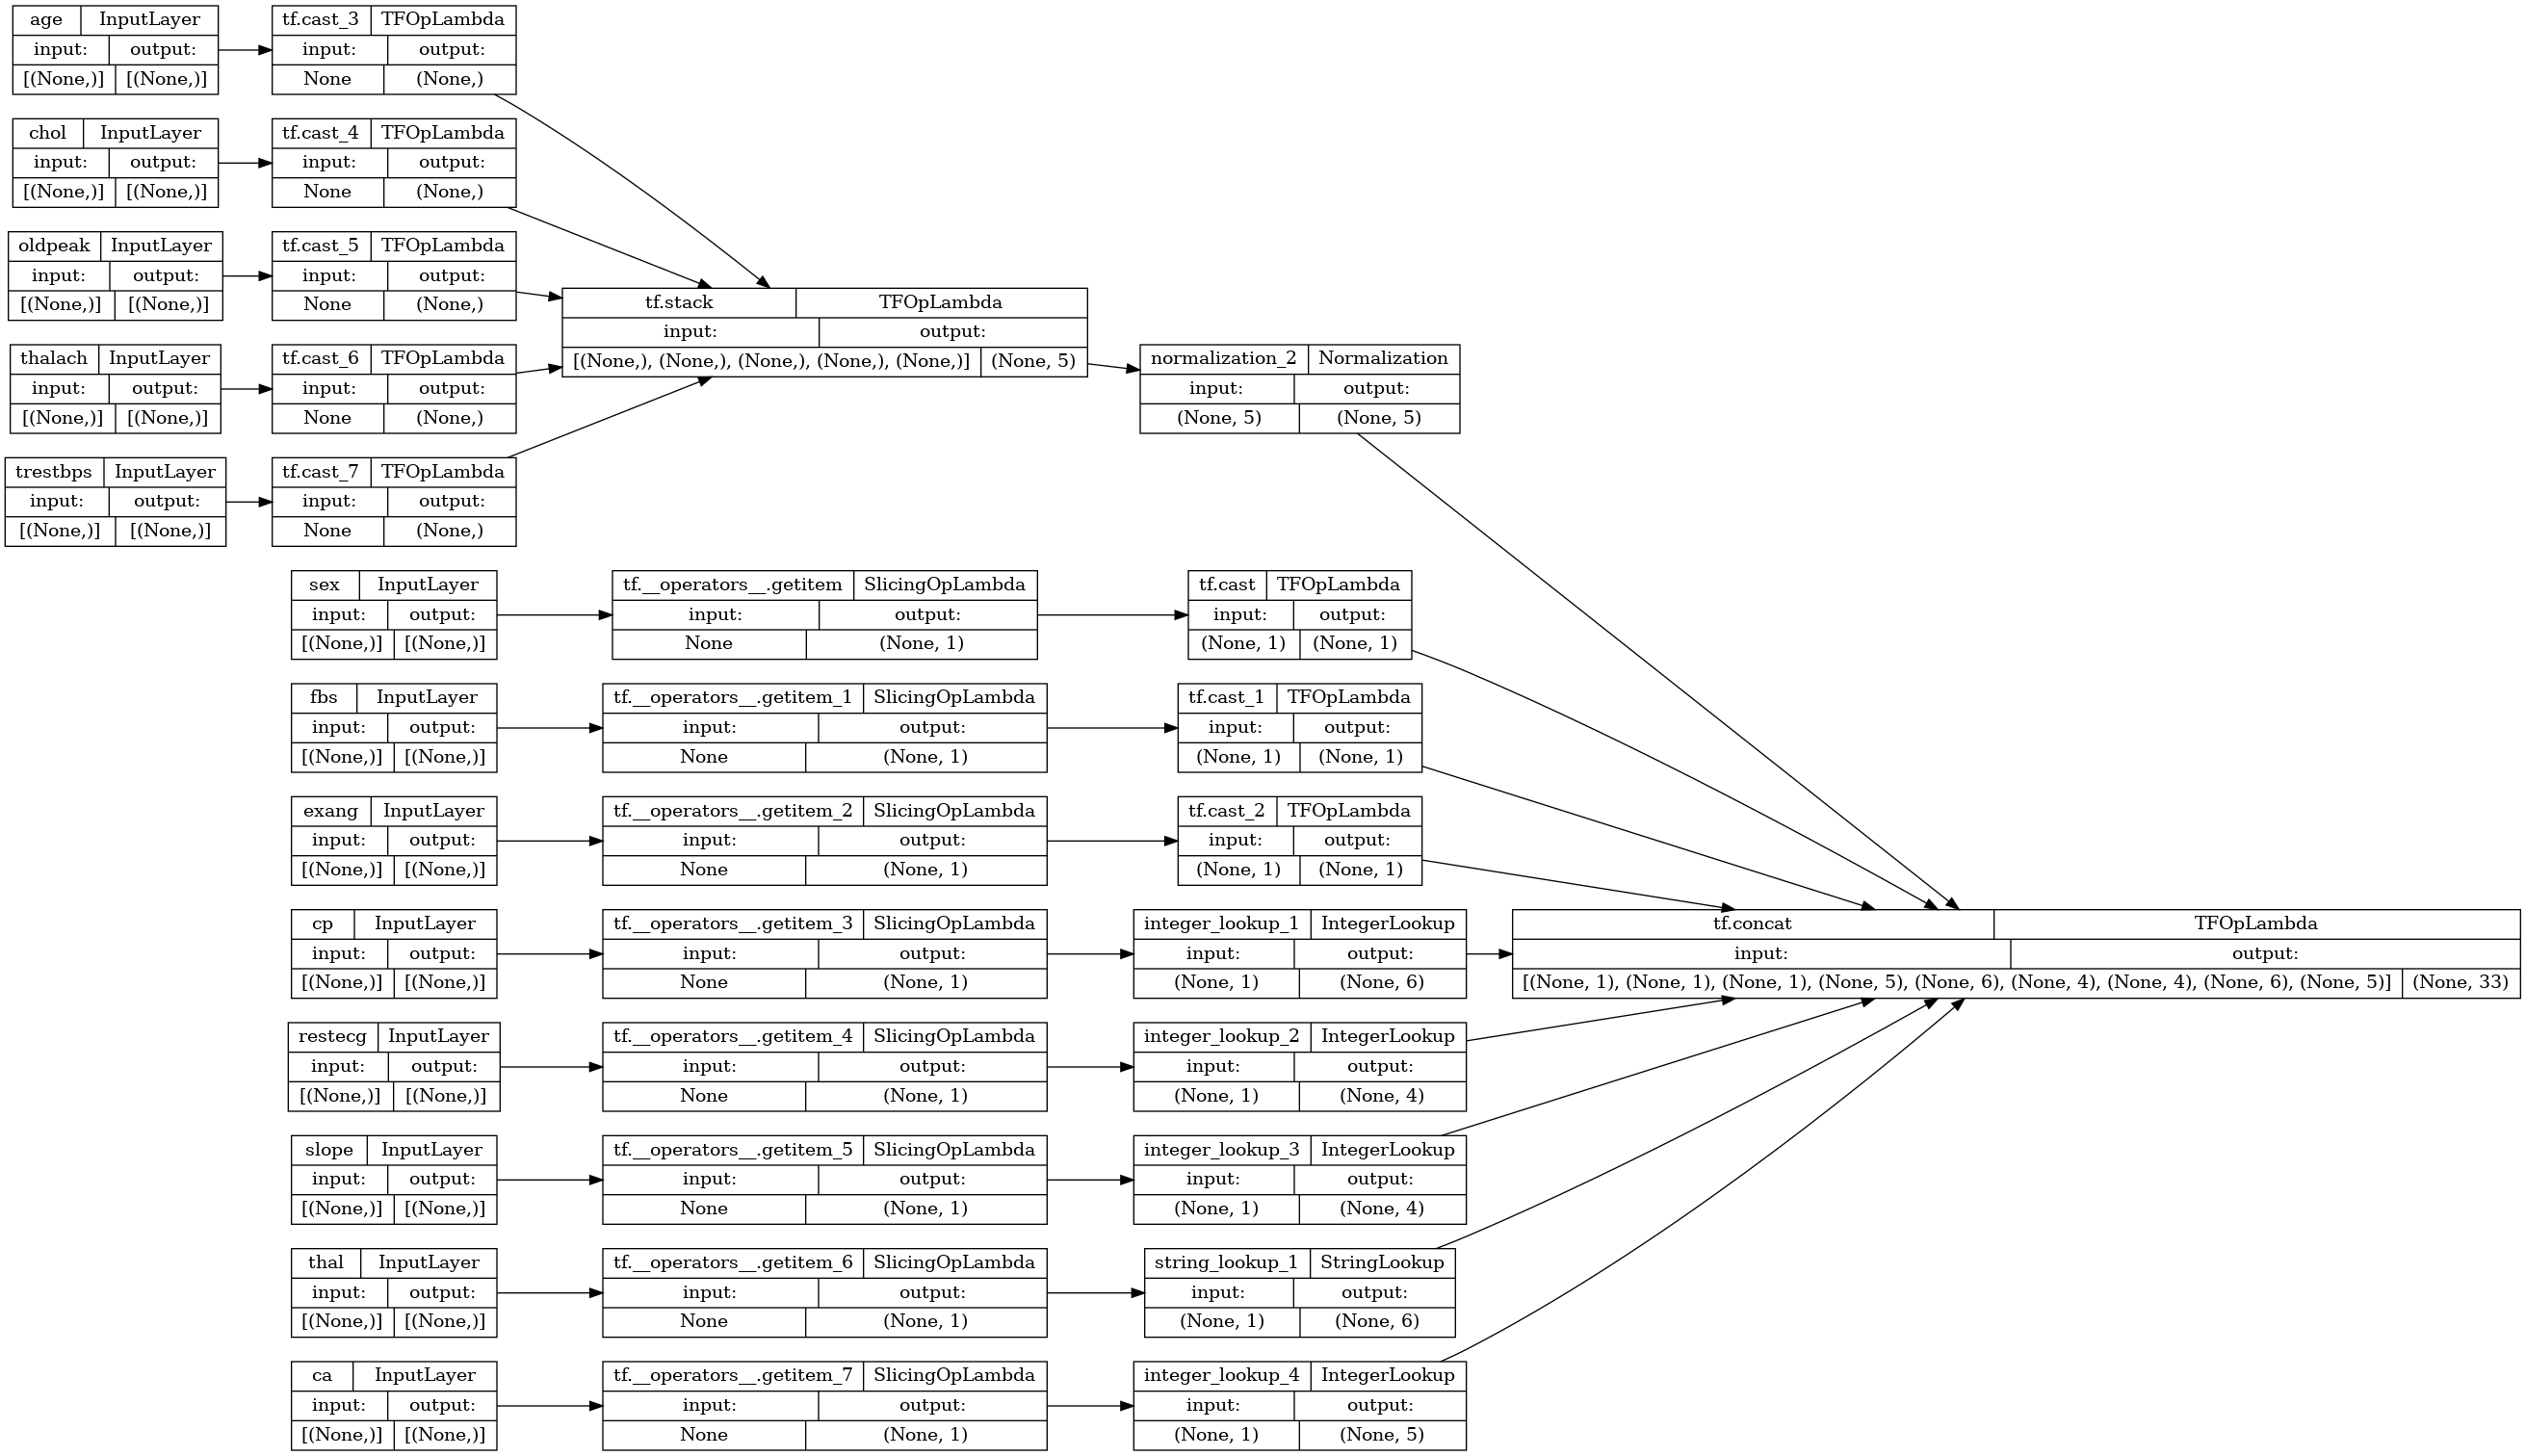 age InputLayer
input: output:
[(None,)] [(None,)]
tf.cast_3 TFOpLambda
input: output:
None (None,)
chol InputLayer
input: output:
[(None,)] [(None,)]
tf.cast_4 TFOpLambda
input: output:
None (None,)
oldpeak InputLayer
input: output:
[(None,)] [(None,)]
tf.cast_5 TFOpLambda
input: output:
None (None,)
thalach InputLayer
input: output:
[(None,)] [(None,)]
tf.cast_6 TFOpLambda
input: output:
None (None,)
trestbps InputLayer
input: output:
[(None,)] [(None,)]
tf.cast_7 TFOpLambda
input: output:
None (None,)
tf.stack TFOpLambda
input: output:
[(None,), (None,), (None,), (None,), (None,)] (None, 5)
normalization_2 Normalization
input: output:
(None, 5) (None, 5)
sex InputLayer
input: output:
[(None,)] [(None,)]
tf.__operators__.getitem SlicingOpLambda
input: output:
None (None, 1)
tf.cast TFOpLambda
input: output:
(None, 1) (None, 1)
fbs InputLayer
input: output:
[(None,)] [(None,)]
tf.__operators__.getitem_1 SlicingOpLambda
input: output:
None (None, 1)
tf.cast_1 TFOpLambda
input: output:
(None, 1) (None, 1)
exang InputLayer
input: output:
[(None,)] [(None,)]
tf.__operators__.getitem_2 SlicingOpLambda
input: output:
None (None, 1)
tf.cast_2 TFOpLambda
input: output:
(None, 1) (None, 1)
cp InputLayer
input: output:
[(None,)] [(None,)]
tf.__operators__.getitem_3 SlicingOpLambda
input: output:
None (None, 1)
integer_lookup_1 IntegerLookup
input: output:
(None, 1) (None, 6)
tf.concat TFOpLambda
input: output:
[(None, 1), (None, 1), (None, 1), (None, 5), (None, 6), (None, 4), (None, 4), (None, 6), (None, 5)] (None, 33)
restecg InputLayer
input: output:
[(None,)] [(None,)]
tf.__operators__.getitem_4 SlicingOpLambda
input: output:
None (None, 1)
integer_lookup_2 IntegerLookup
input: output:
(None, 1) (None, 4)
slope InputLayer
input: output:
[(None,)] [(None,)]
tf.__operators__.getitem_5 SlicingOpLambda
input: output:
None (None, 1)
integer_lookup_3 IntegerLookup
input: output:
(None, 1) (None, 4)
thal InputLayer
input: output:
[(None,)] [(None,)]
tf.__operators__.getitem_6 SlicingOpLambda
input: output:
None (None, 1)
string_lookup_1 StringLookup
input: output:
(None, 1) (None, 6)
ca InputLayer
input: output:
[(None,)] [(None,)]
tf.__operators__.getitem_7 SlicingOpLambda
input: output:
None (None, 1)
integer_lookup_4 IntegerLookup
input: output:
(None, 1) (None, 5)